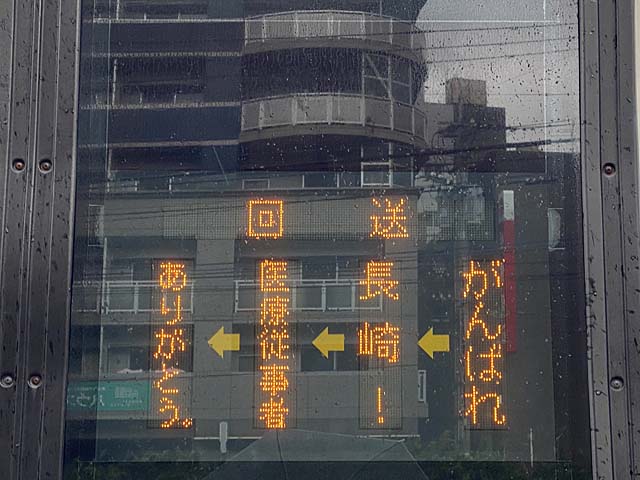 がんばれ
送
長崎！
回
医療従事者
ありがとう。